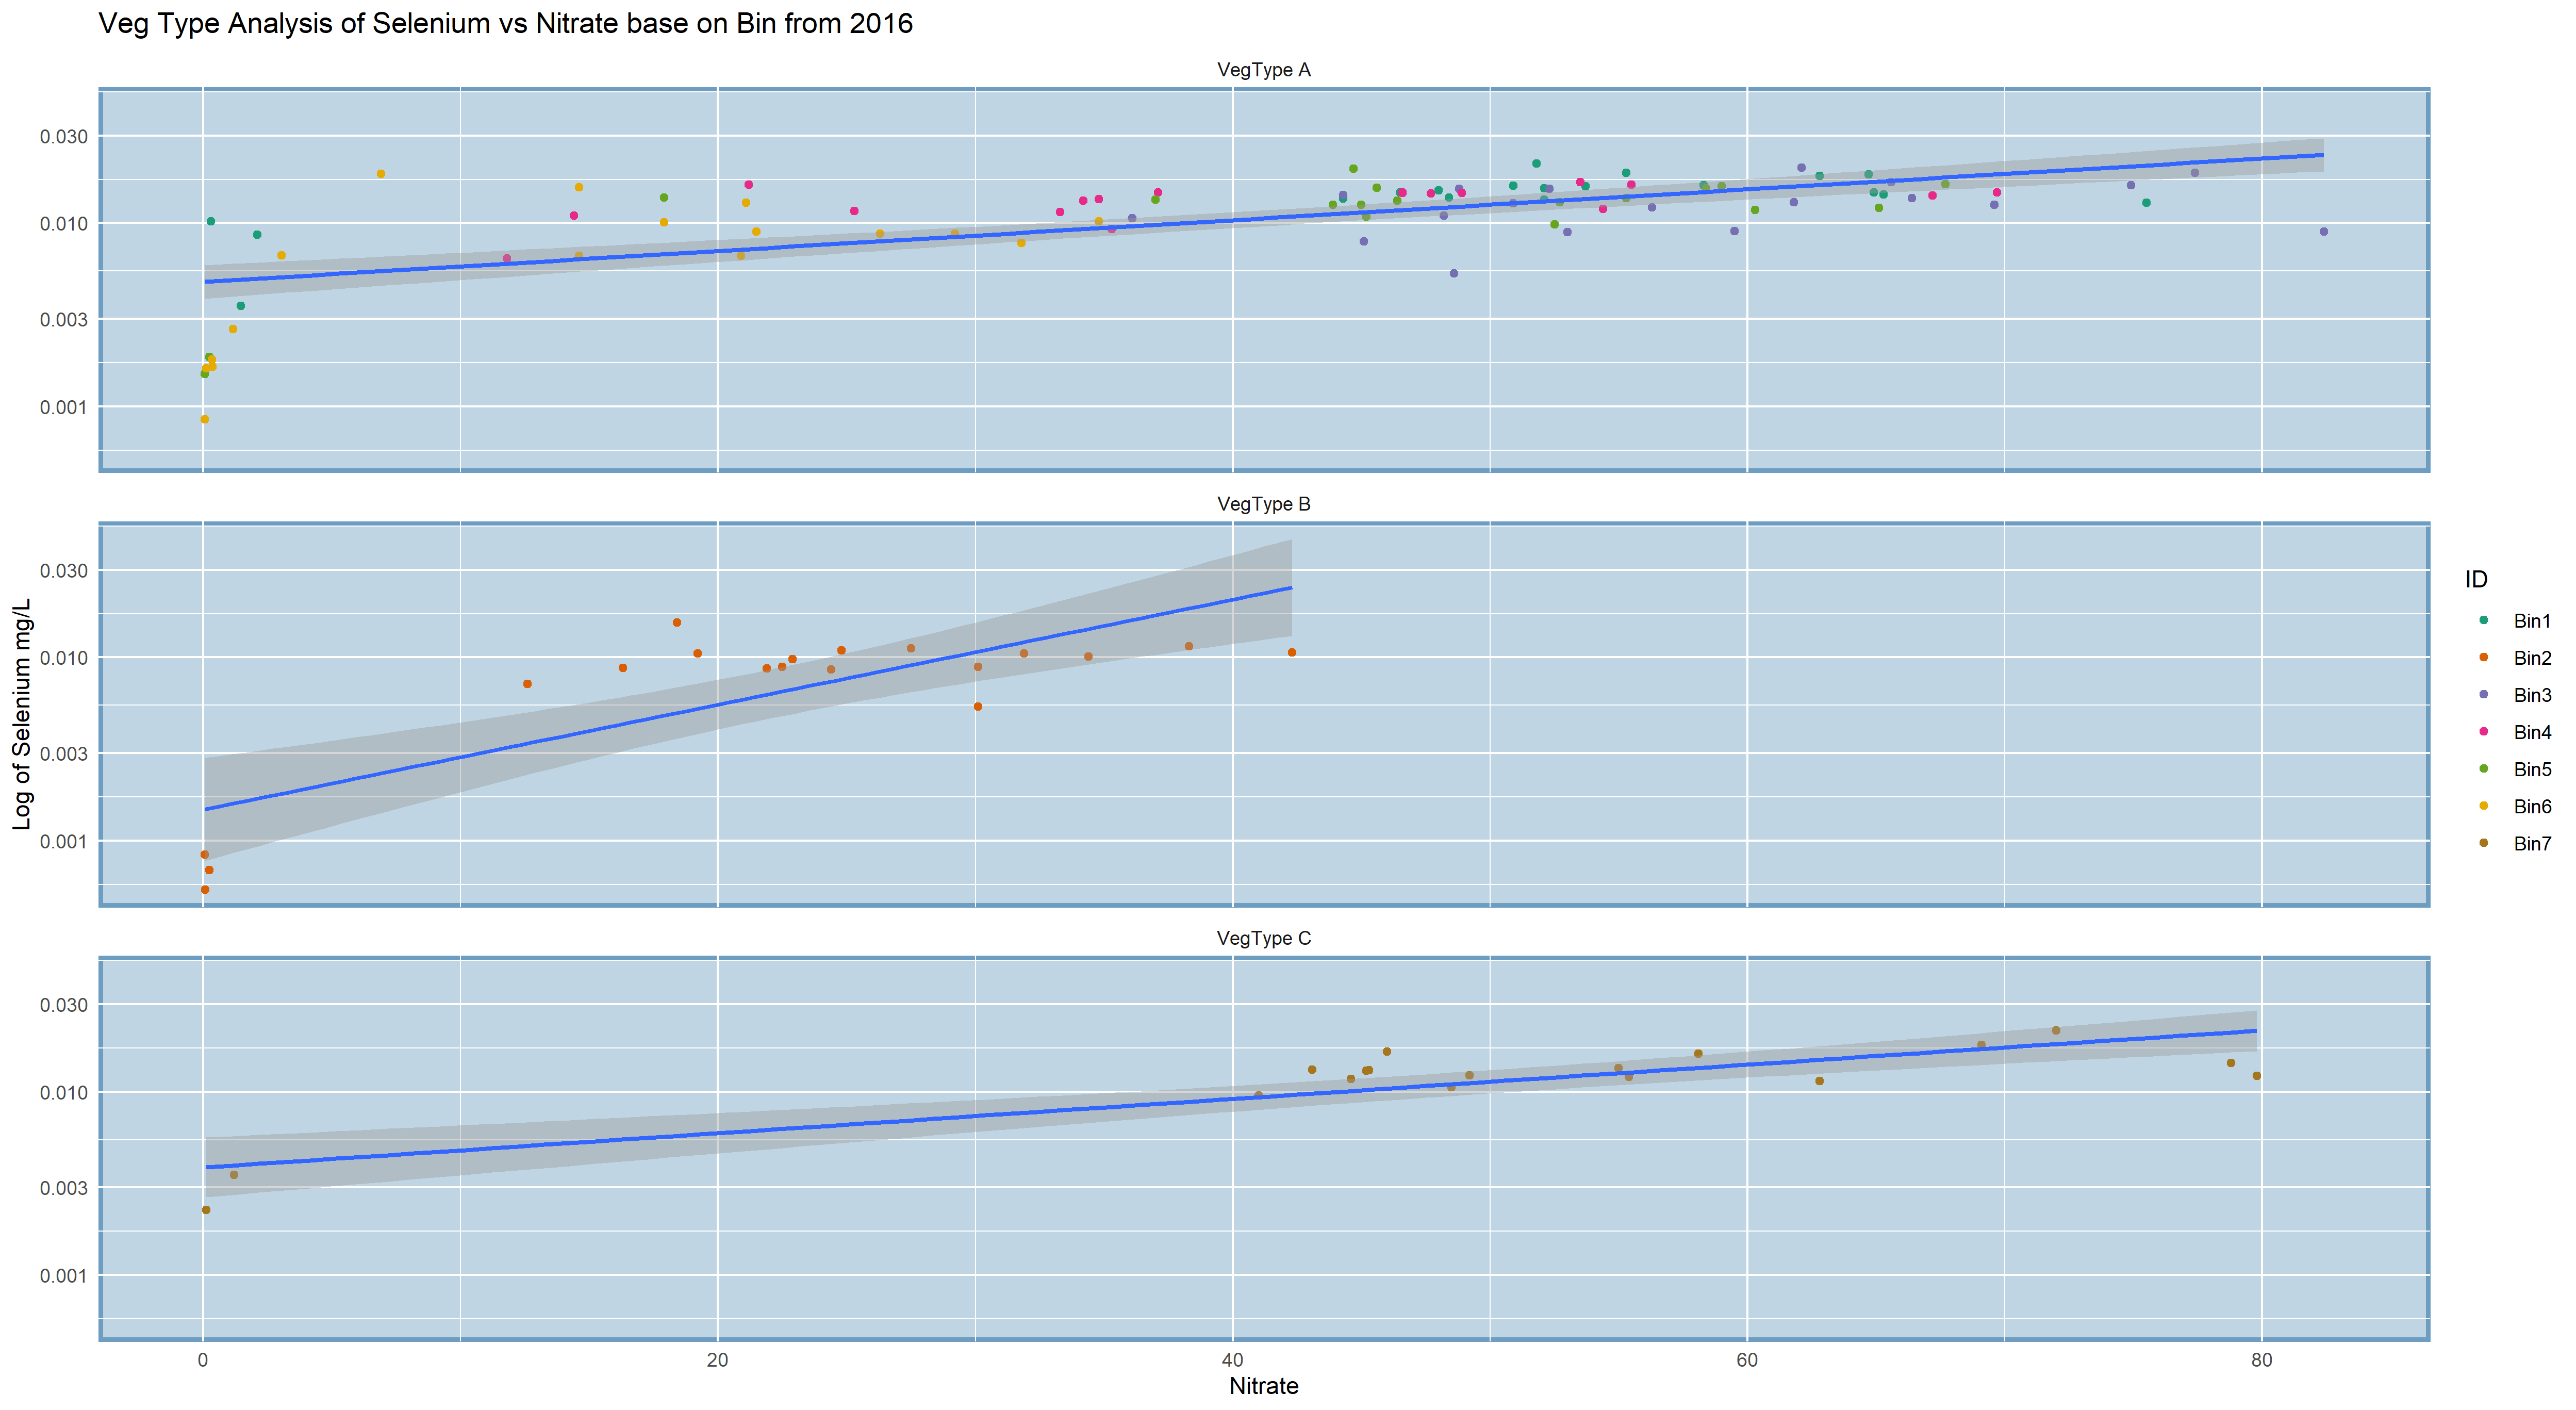 Veg Type Analysis of Selenium vs Nitrate base on Bin from 2016
VegType A
0.030
0.010
0.003
0.001
VegType B
0.030
0.010
0.003
0.001
VegType C
0.030
0.010
0.003
0.001
0 20 40 60 80
Nitrate
Log of Selenium mg/L
ID
Bin1
Bin2
Bin3
Bin4
Bin5
Bin6
Bin7